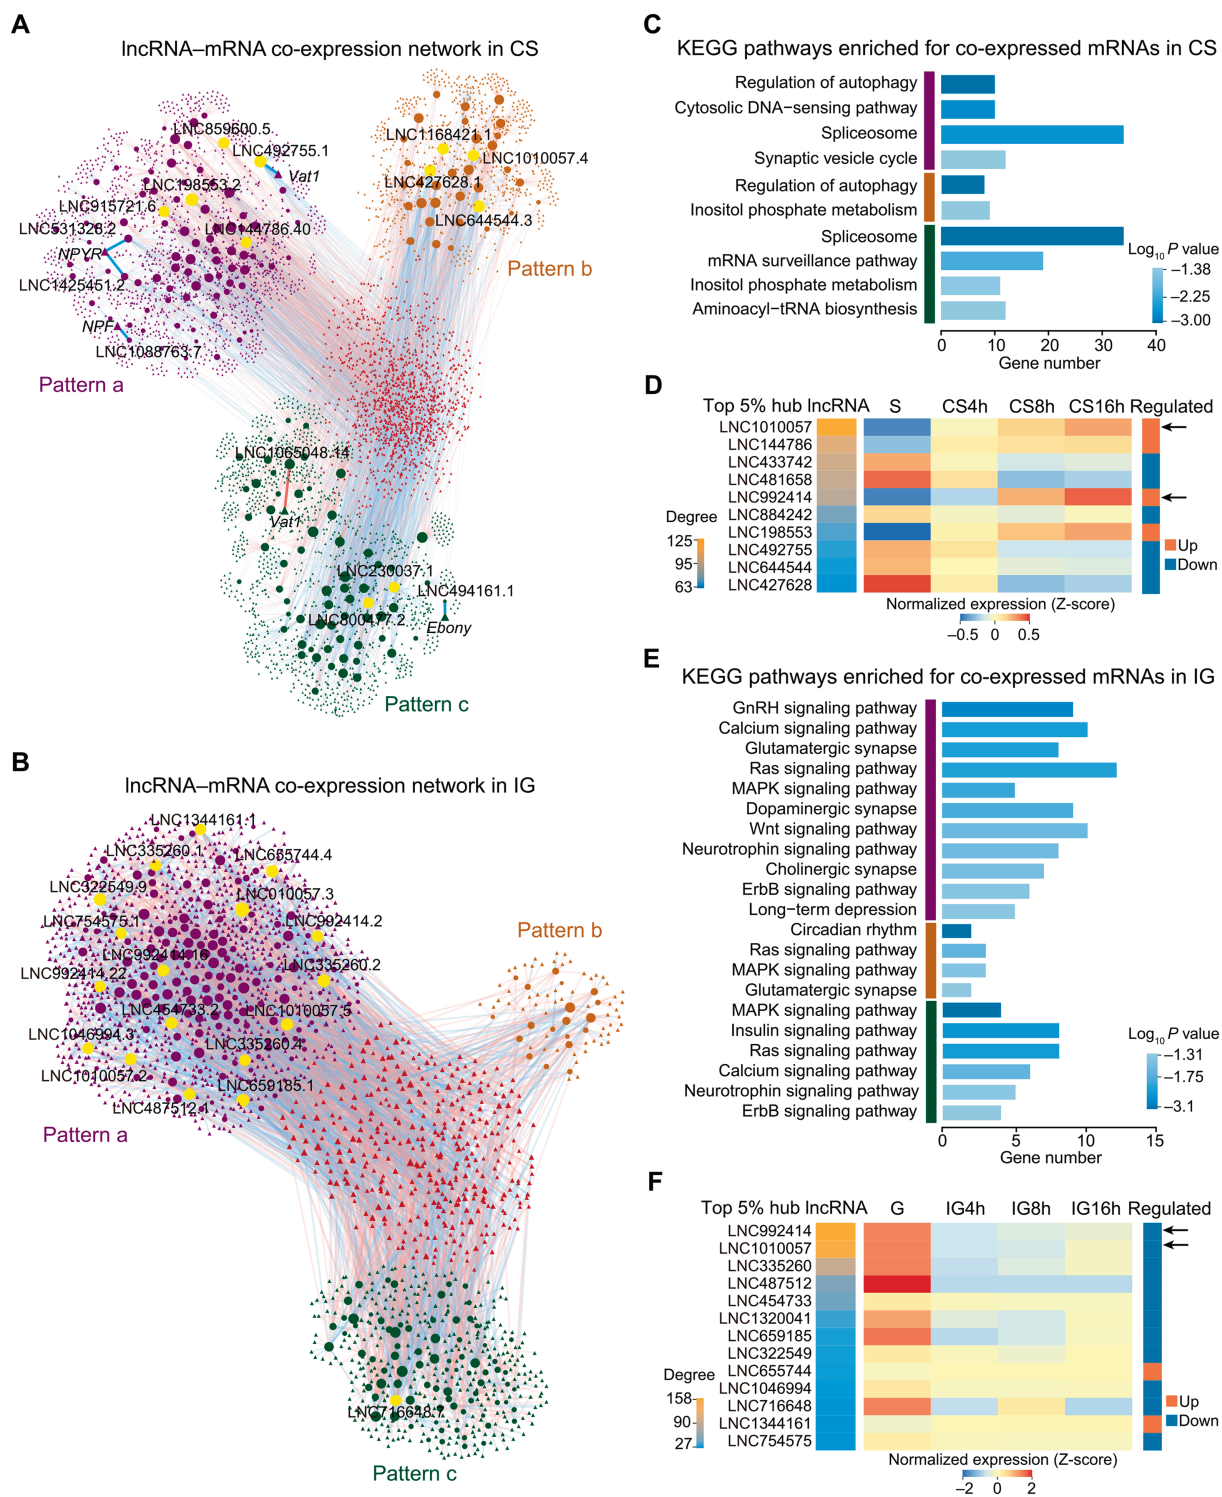 A
lncRNA–mRNA co-expression network in CS
LNC859600.5
LNC492755.1
Vat1
LNC198553.2
LNC915721.6
LNC531328.2
LNC144786.40
NPYR
LNC1425451.2
NPF
LNC1088763.7
Pattern a
LNC1168421.1
LNC1010057.4
LNC427628.1
LNC644544.3
Pattern b
LNC1065048.14
Vat1
LNC230037.1
LNC494161.1
LNC800477.2
Ebony
Pattern c
B
lncRNA–mRNA co-expression network in IG
LNC1344161.1
LNC335260.1
LNC655744.4
LNC322549.9
LNC010057.3
LNC754575.1
LNC992414.2
LNC992414.16
LNC992414.22
LNC335260.2
LNC454733.2
LNC1010057.5
LNC1046994.3
LNC335260.4
LNC1010057.2
LNC659185.1
LNC487512.1
Pattern a
Pattern b
LNC716648.7
Pattern c
C
KEGG pathways enriched for co-expressed mRNAs in CS
Regulation of autophagy
Cytosolic DNA−sensing pathway
Spliceosome
Synaptic vesicle cycle
Regulation of autophagy
Inositol phosphate metabolism
Spliceosome
mRNA surveillance pathway
Inositol phosphate metabolism
Aminoacyl−tRNA biosynthesis
0 10 20 30 40
Gene number
Log10 P value
−1.38
−2.25
−3.00
D
Top 5% hub lncRNA S CS4h CS8h CS16h Regulated
LNC1010057
LNC144786
LNC433742
LNC481658
LNC992414
LNC884242
LNC198553
LNC492755
LNC644544
LNC427628
Degree
125
95
63
Up
Down
Normalized expression (Z-score)
−0.5 0 0.5
E
KEGG pathways enriched for co-expressed mRNAs in IG
GnRH signaling pathway
Calcium signaling pathway
Glutamatergic synapse
Ras signaling pathway
MAPK signaling pathway
Dopaminergic synapse
Wnt signaling pathway
Neurotrophin signaling pathway
Cholinergic synapse
ErbB signaling pathway
Long−term depression
Circadian rhythm
Ras signaling pathway
MAPK signaling pathway
Glutamatergic synapse
MAPK signaling pathway
Insulin signaling pathway
Ras signaling pathway
Calcium signaling pathway
Neurotrophin signaling pathway
ErbB signaling pathway
0 5 10 15
Gene number
Log10 P value
−1.31
−1.75
−3.1
F
Top 5% hub lncRNA G IG4h IG8h IG16h Regulated
LNC992414
LNC1010057
LNC335260
LNC487512
LNC454733
LNC1320041
LNC659185
LNC322549
LNC655744
LNC1046994
LNC716648
LNC1344161
LNC754575
Degree
158
90
27
Up
Down
Normalized expression (Z-score)
−2 0 2